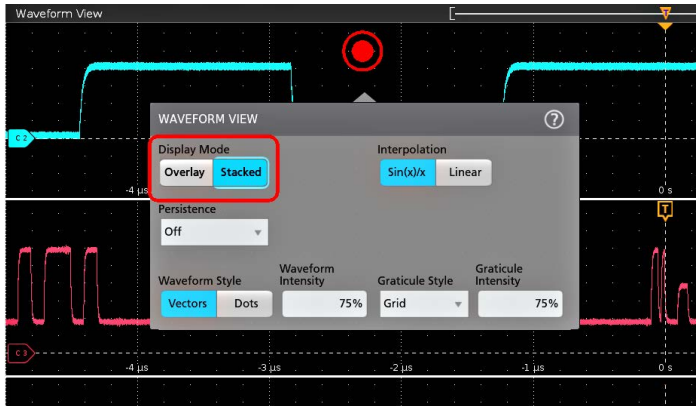 Waveform View
T
C 2
WAVEFORM VIEW
?
Display Mode
Interpolation
Overlay
Stacked
Sin(x)/x
Linear
-4 µs
0 s
Persistence
T
Off
Waveform Style
Waveform
Intensity
Graticule Style
Graticule
Intensity
Vectors
Dots
75%
Grid
75%
C 3
-4 µs
-3 µs
-2 µs
-1 µs
0 s